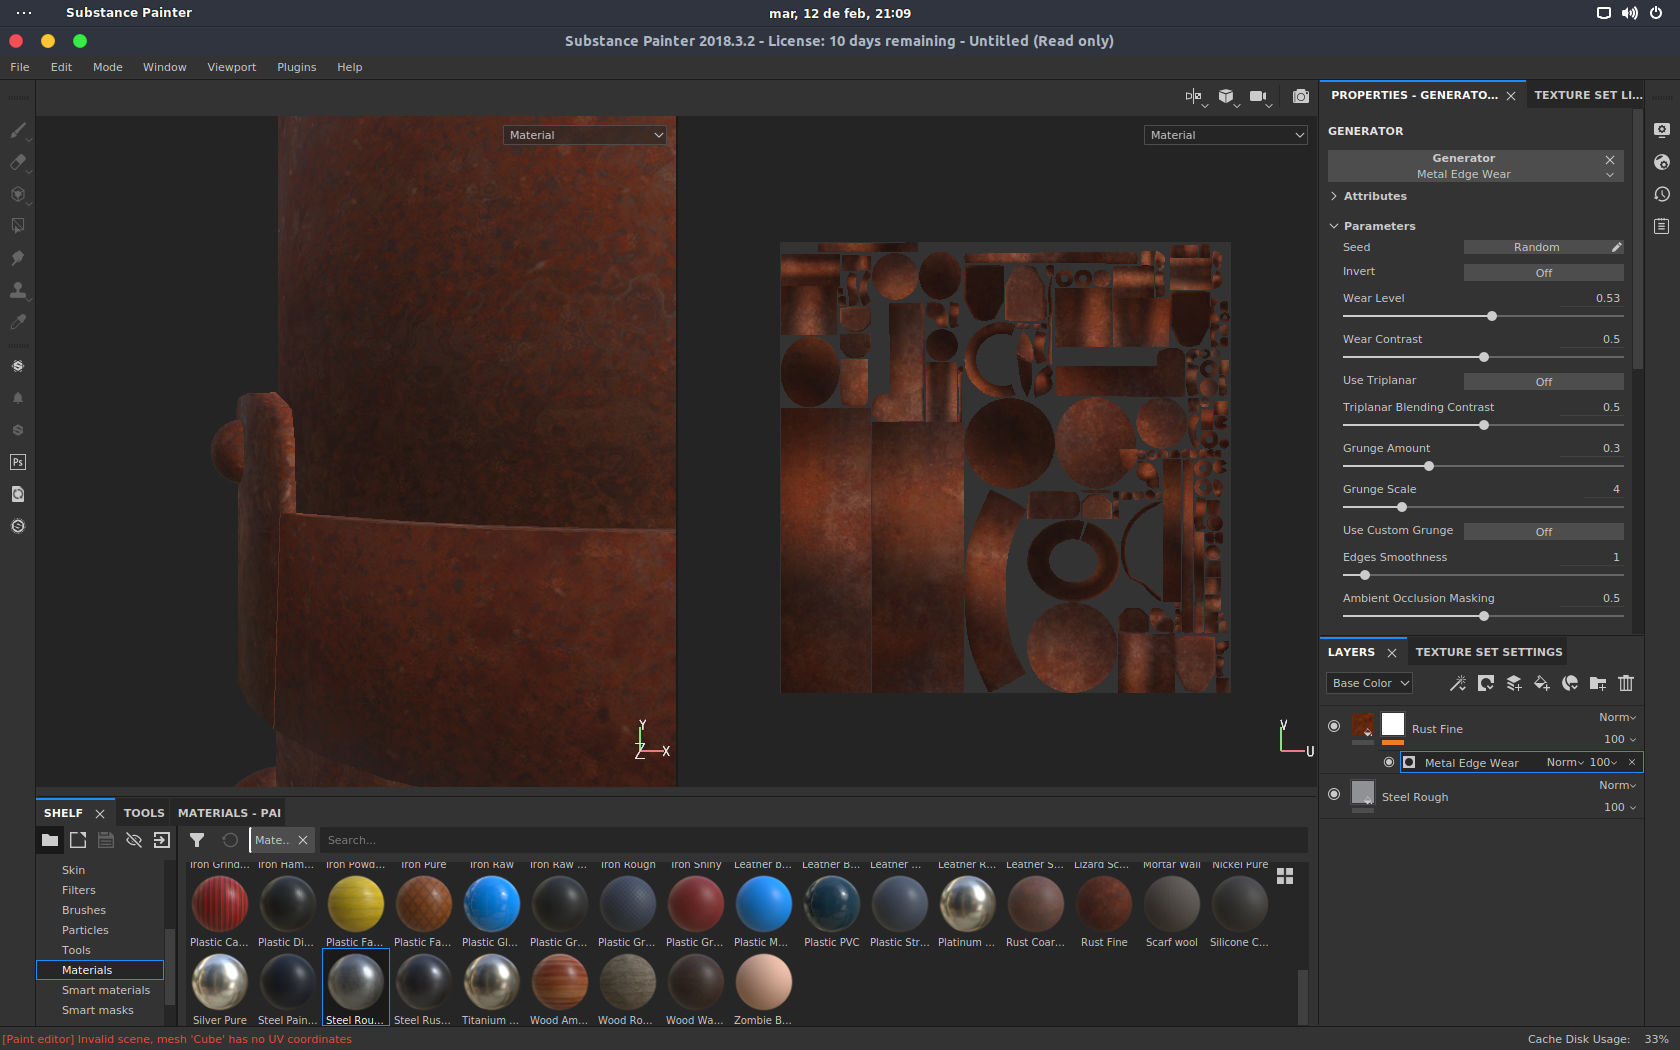 Substance Painter
mar, 12 de feb, 21:09
Substance Painter 2018.3.2 - License: 10 days remaining - Untitled (Read only)
File Edit Mode Window Viewport Plugins Help
Material
Material
PROPERTIES - GENERATO...
TEXTURE SET LI...
GENERATOR
Generator
Metal Edge Wear
Attributes
Parameters
Seed Random
Invert Off
Wear Level 0.53
Wear Contrast 0.5
Use Triplanar Off
Triplanar Blending Contrast 0.5
Grunge Amount 0.3
Grunge Scale 4
Use Custom Grunge Off
Edges Smoothness 1
Ambient Occlusion Masking 0.5
Ps
Y
Z X
V
U
LAYERS
TEXTURE SET SETTINGS
Base Color
Rust Fine
Norm
100
Metal Edge Wear Norm 100
Steel Rough
Norm
100
SHELF
TOOLS
MATERIALS - PAI
Mate..
Search...
Skin
Filters
Brushes
Particles
Tools
Materials
Smart materials
Smart masks
Iron Grind... Iron Ham... Iron Powd... Iron Pure Iron Raw Iron Raw ... Iron Rough Iron Shiny Leather b... Leather B... Leather ... Leather R... Leather S... Lizard Sc... Mortar Wall Nickel Pure
Plastic Ca... Plastic Di... Plastic Fa... Plastic Fa... Plastic Gl... Plastic Gr... Plastic Gr... Plastic Gr... Plastic M... Plastic PVC Plastic Str... Platinum ... Rust Coar... Rust Fine Scarf wool Silicone C...
Silver Pure Steel Pain... Steel Rou... Steel Rus... Titanium ... Wood Am... Wood Ro... Wood Wa... Zombie B...
[Paint editor] Invalid scene, mesh 'Cube' has no UV coordinates
Cache Disk Usage: 33%